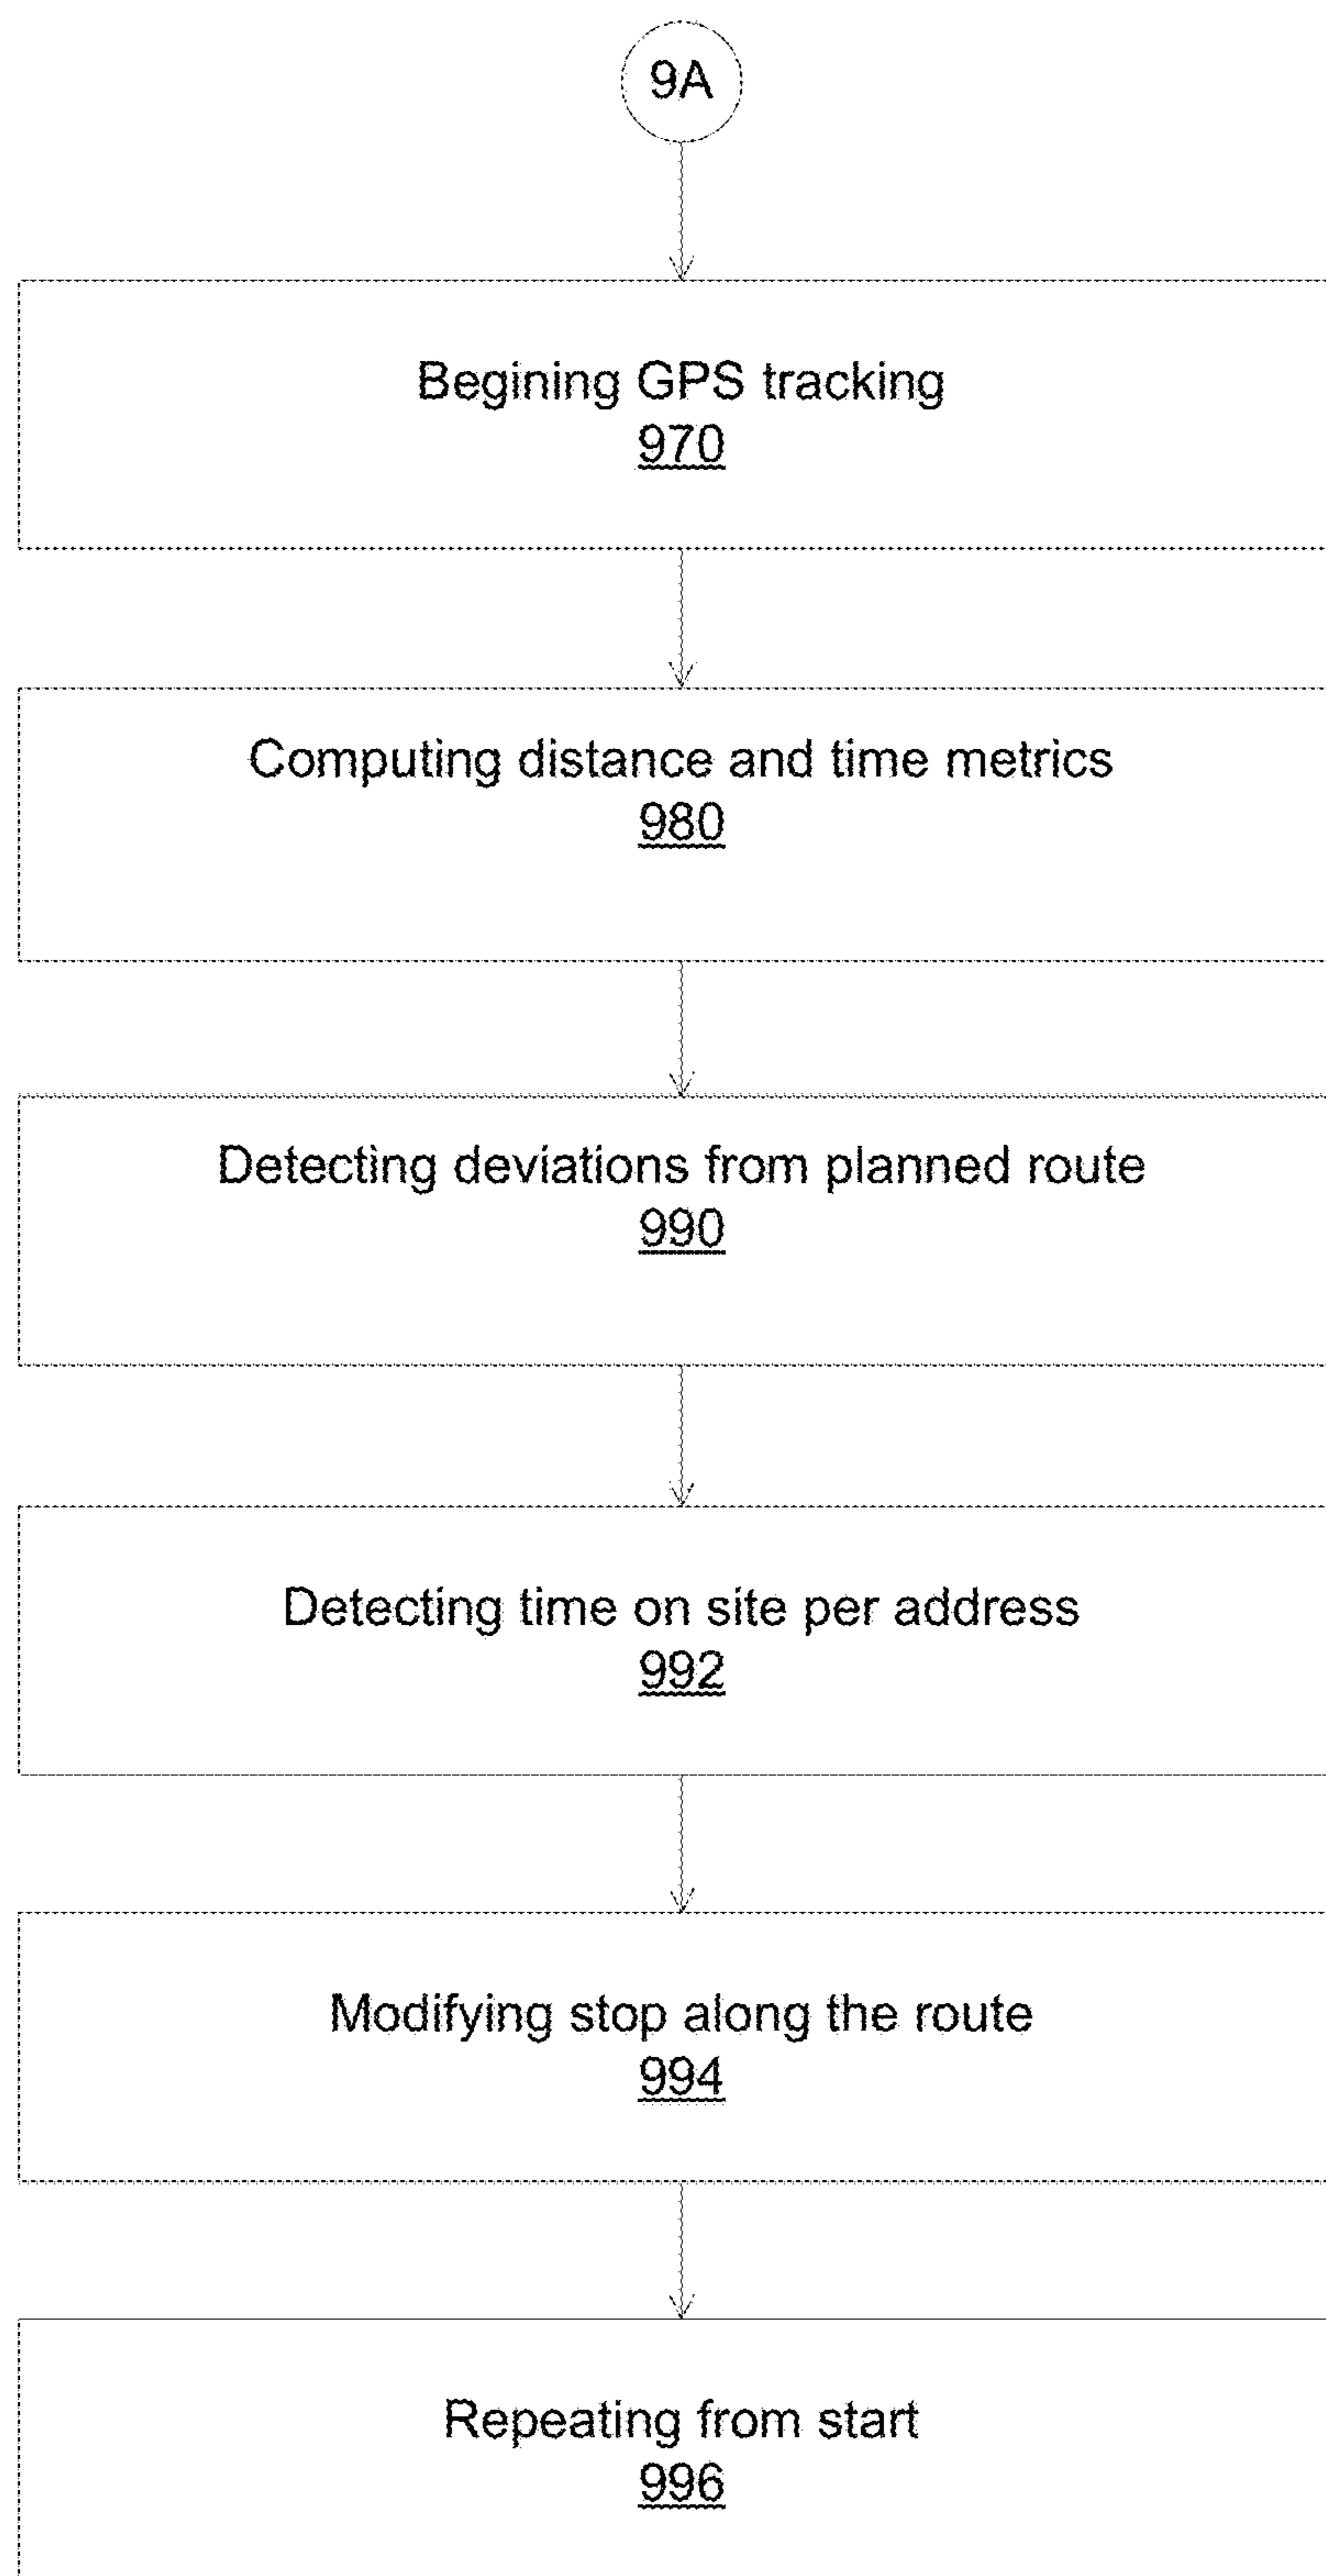 9A
Begining GPS tracking
970
Computing distance and time metrics
980
Detecting deviations from planned route
990
Detecting time on site per address
992
Modifying stop along the route
994
Repeating from start
996